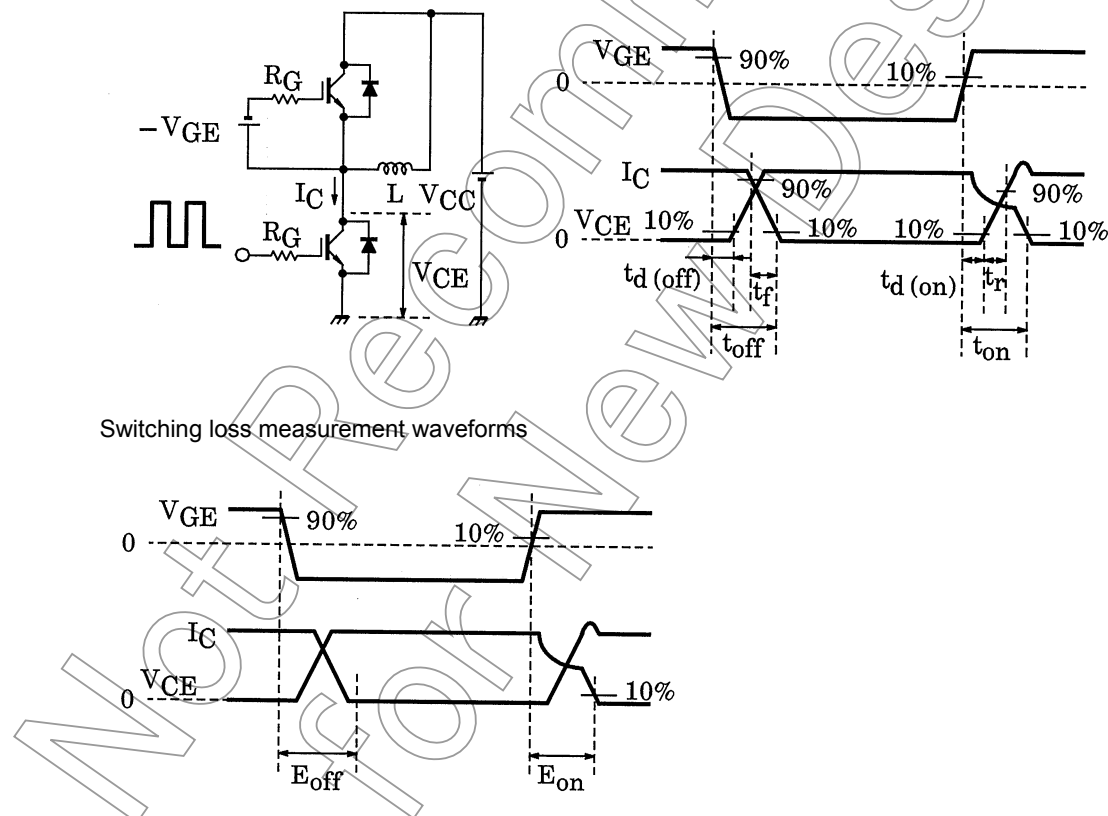 RG
−VGE
IC
L
VCC
RG
VCE
VGE
0
90%
10%
IC
90%
90%
VCE
10%
10%
10%
10%
0
td (off)
tf
td (on)
tr
toff
ton
Switching loss measurement waveforms
VGE
90%
10%
0
IC
VCE
0
10%
Eoff
Eon
Not Recommended
for New Des